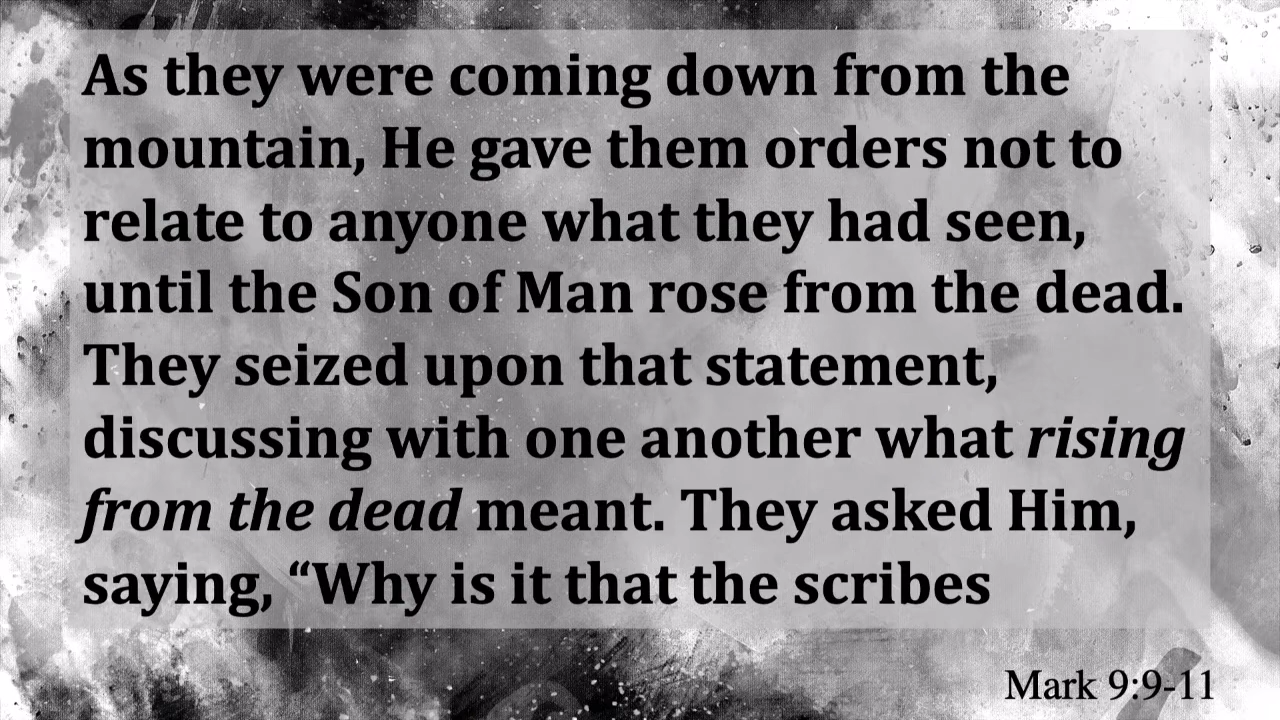 As they were coming down from the
mountain, He gave them orders not to
relate to anyone what they had seen,
until the Son of Man rose from the dead.
They seized upon that statement,
discussing with one another what rising
from the dead meant. They asked Him,
saying, “Why is it that the scribes
Mark 9:9-11